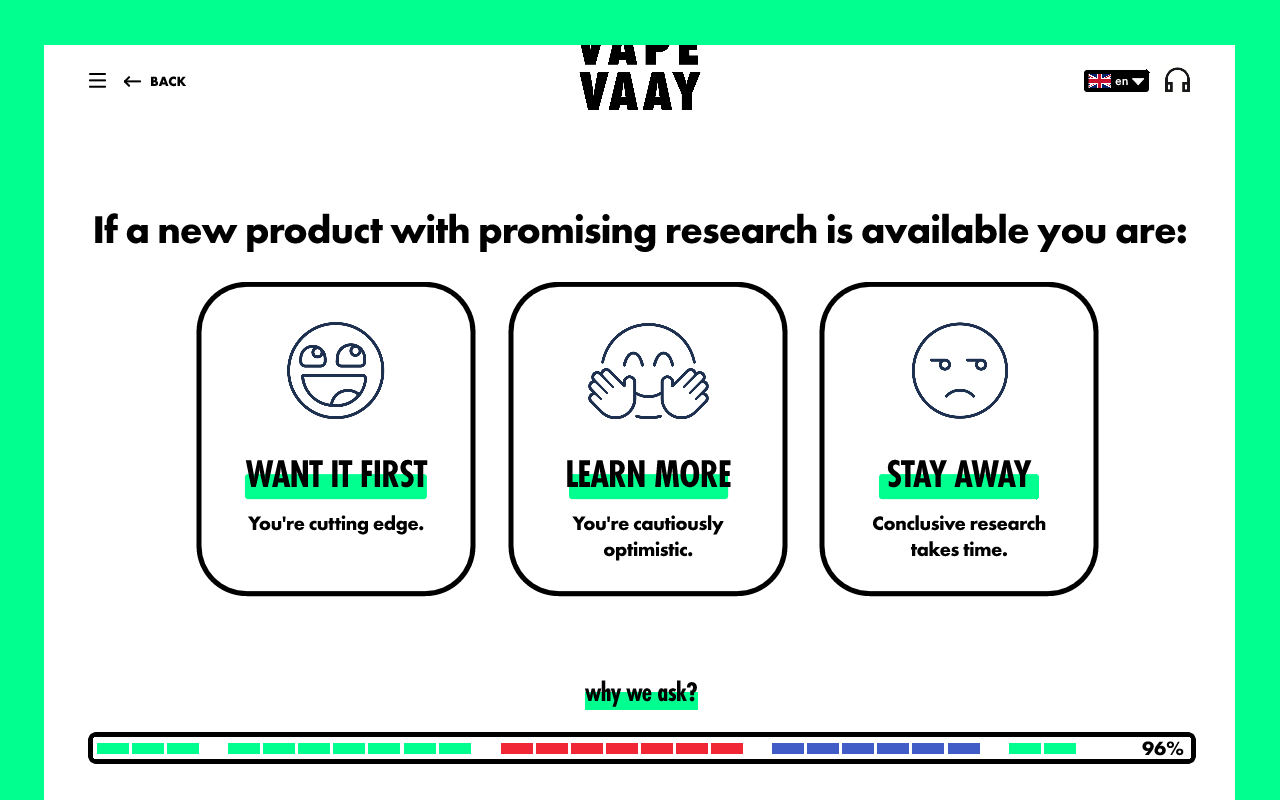 VAPE
VAAY
BACK
en
If a new product with promising research is available you are:
WANT IT FIRST
You're cutting edge.
LEARN MORE
You're cautiously
optimistic.
STAY AWAY
Conclusive research
takes time.
why we ask?
96%